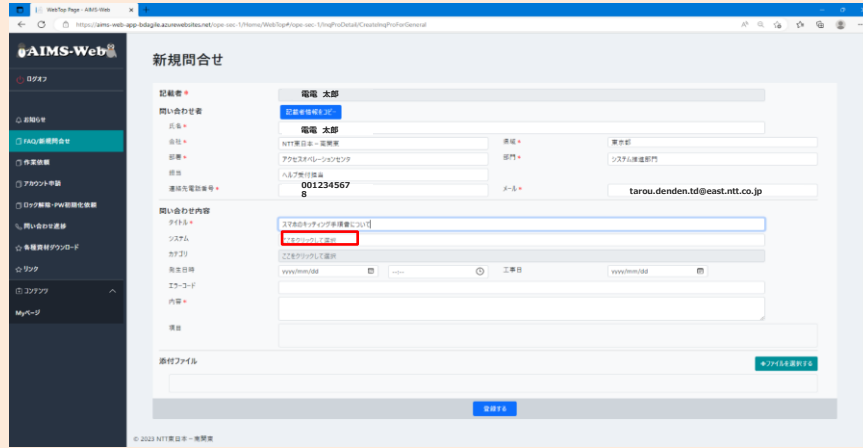 WebTop Page - AIMS-Web
https://aims-web-app-bdagile.azurewebsites.net/ope-sec-1/Home/WebTop#/ope-sec-1/InqProDetail/CreateInqProForGeneral
AIMS-Web
ログオフ
お知らせ
FAQ/新規問合せ
作業依頼
アカウント申請
ロック解除・PW初期化依頼
問い合わせ進捗
各種資材ダウンロード
リンク
コンテンツ
Myページ
新規問合せ
記載者 * 電電 太郎
問い合わせ者 記載者情報をコピー
氏名 * 電電 太郎
会社 * NTT東日本-南関東 県域 * 東京都
部署 * アクセスオペレーションセンタ 部門 * システム推進部門
担当 ヘルプ受付担当
連絡先電話番号 * 001234567
8
メール * tarou.denden.td@east.ntt.co.jp
問い合わせ内容
タイトル * スマホのキッティング手順書について
システム ここをクリックして選択
カテゴリ ここをクリックして選択
発生日時 yyyy/mm/dd --:-- 工事日 yyyy/mm/dd
エラーコード
内容 *
項目
添付ファイル +ファイルを選択する
登録する
© 2023 NTT東日本-南関東